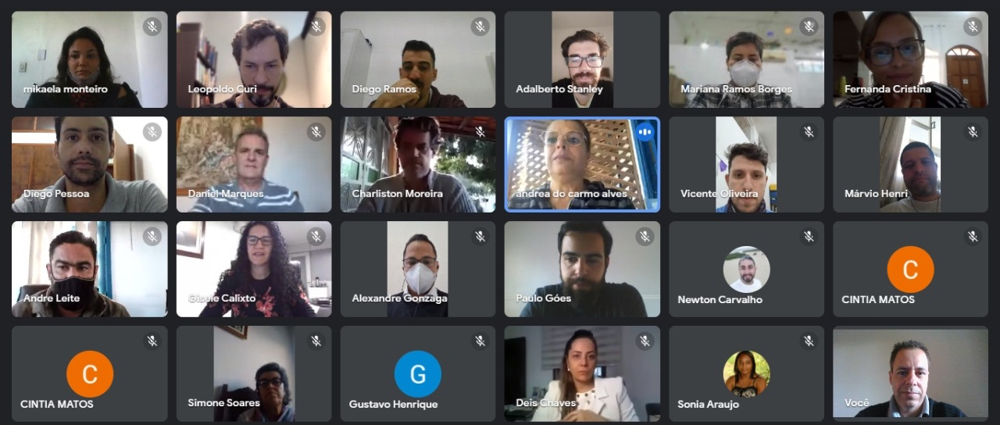 mikaela monteiro
Leopoldo Curi
Diego Ramos
Adalberto Stanley
Mariana Ramos Borges
Fernanda Cristina
Diego Pessoa
Daniel Marques
Charliston Moreira
andrea do carmo alves
Vicente Oliveira
Márvio Henri
Andre Leite
Gisele Calixto
Alexandre Gonzaga
Paulo Góes
Newton Carvalho
C
CINTIA MATOS
C
CINTIA MATOS
Simone Soares
G
Gustavo Henrique
Deis Chaves
Sonia Araujo
Você